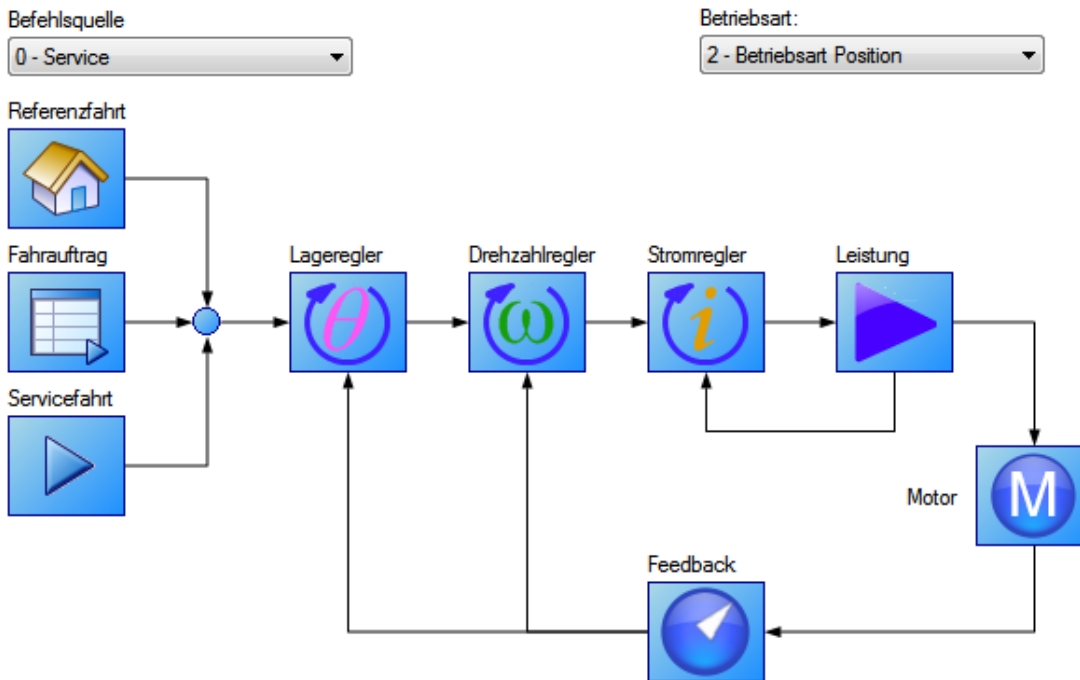 Befehlsquelle
Betriebsart:
0 - Service
2 - Betriebsart Position
Referenzfahrt
Fahrauftrag
Lageregler
Drehzahlregler
Stromregler
Leistung
θ
ω
i
Servicefahrt
Motor
M
Feedback